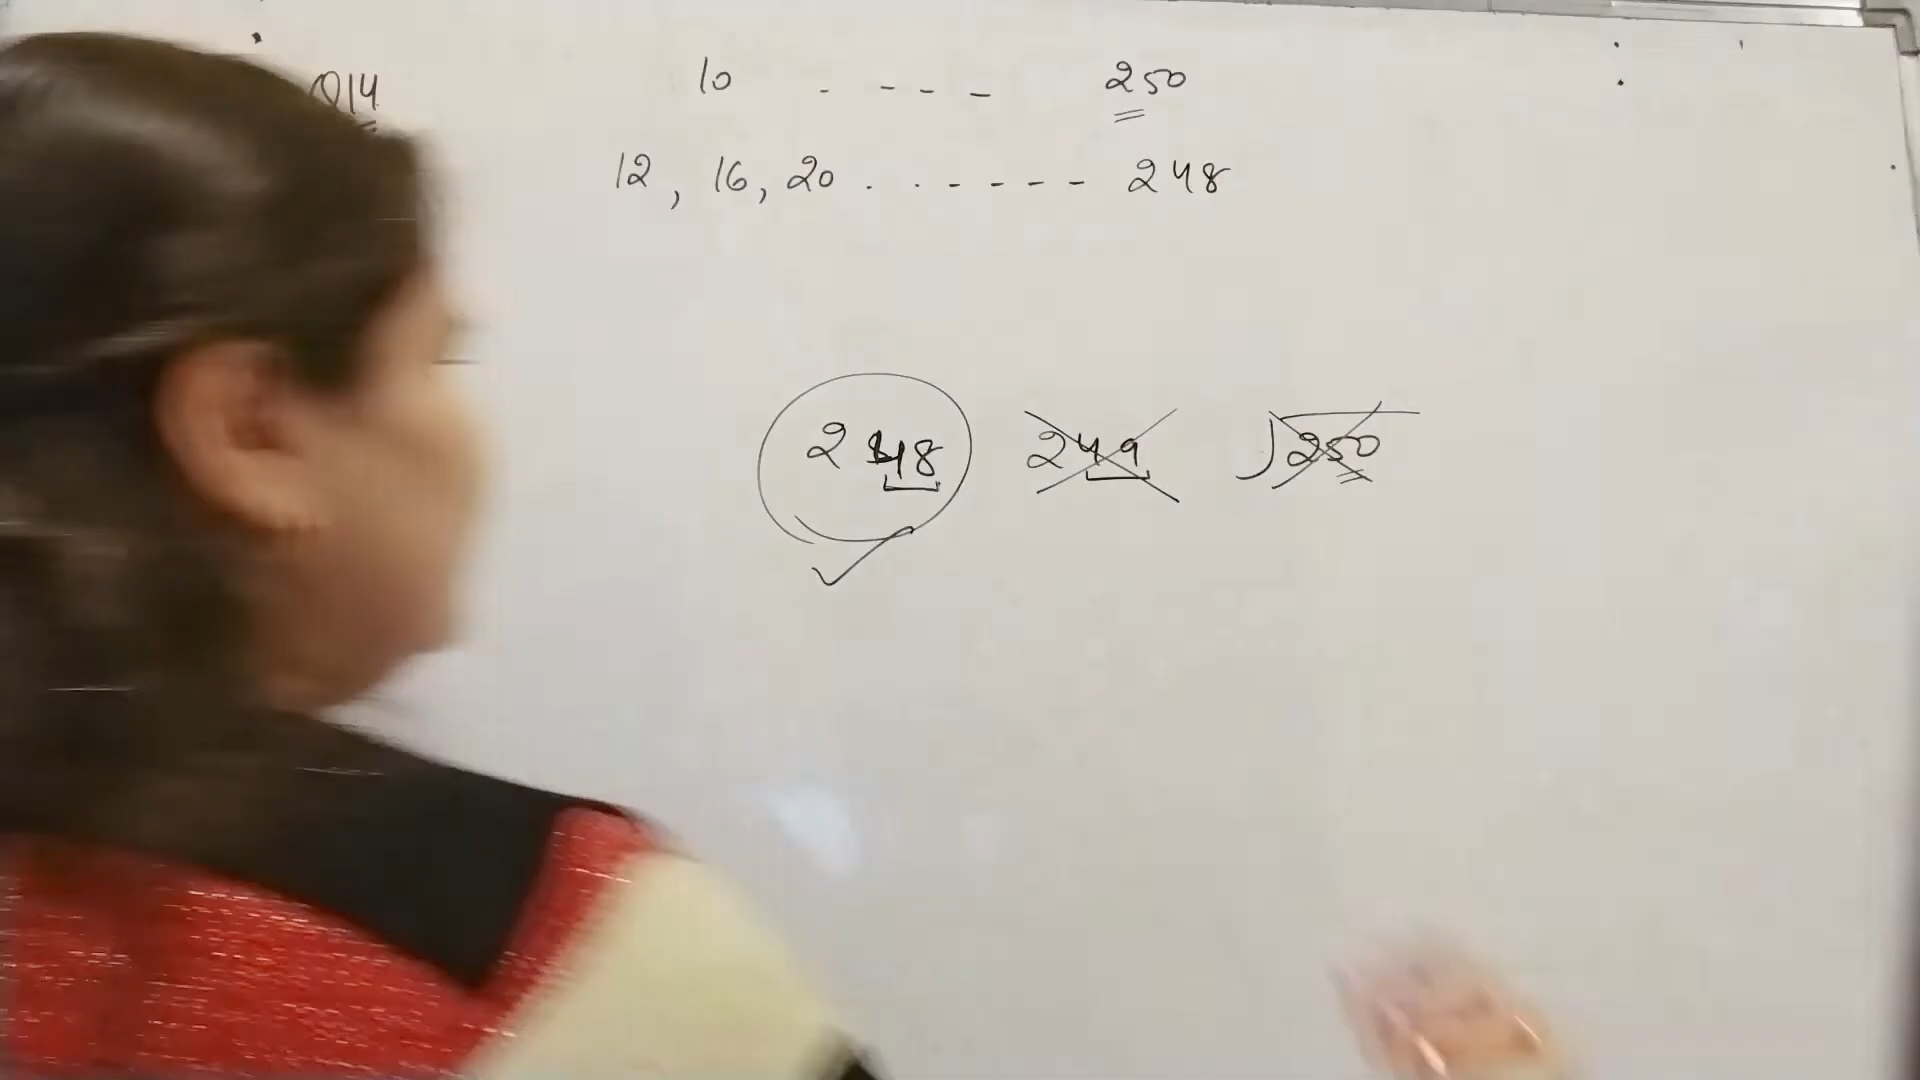 Q14 10 . - - - 250
12, 16, 20 . . - - - - 248
248 249 250